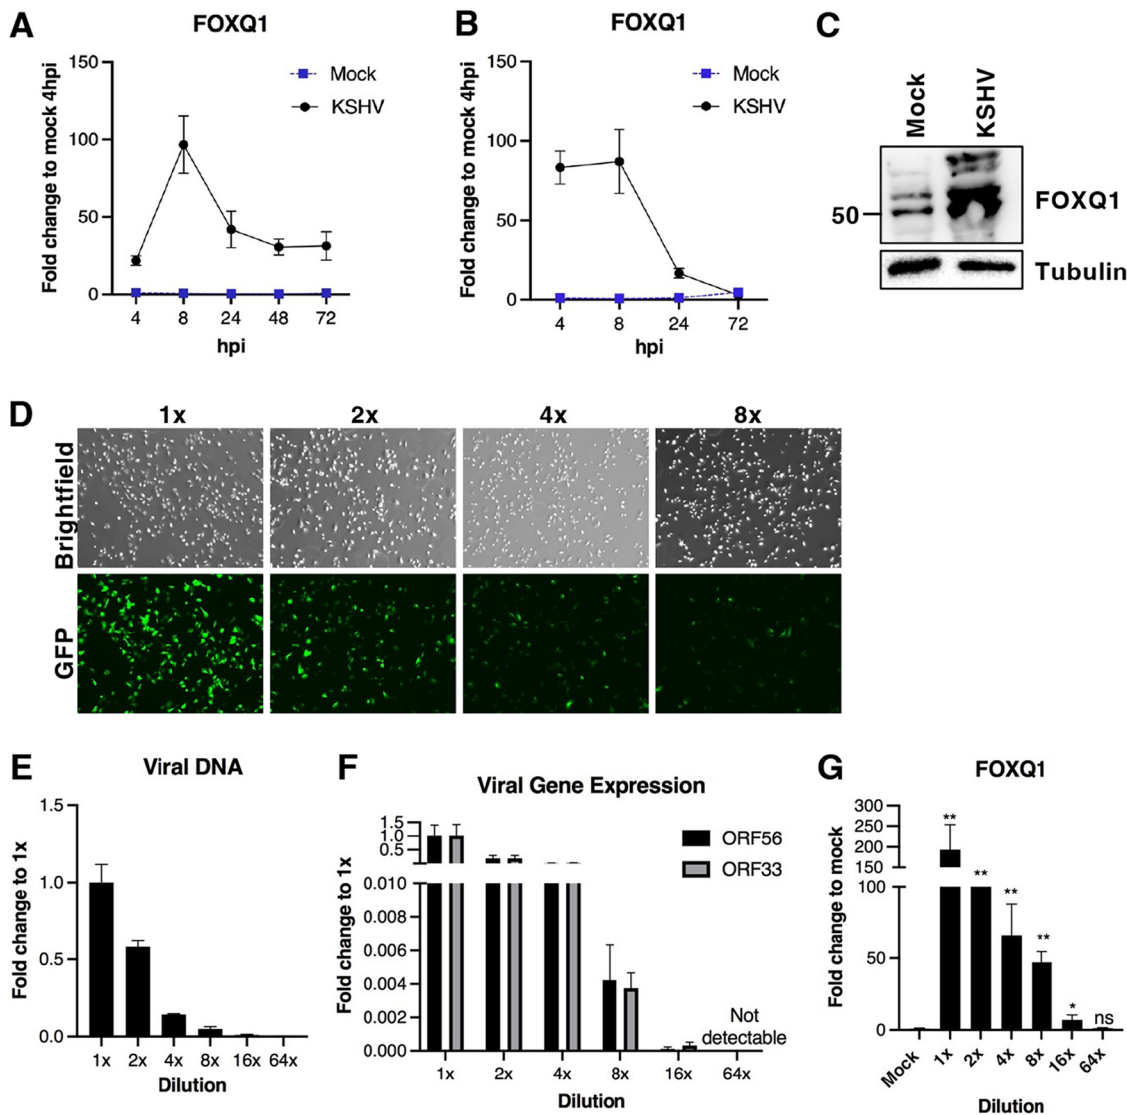 A
FOXQ1
Fold change to mock 4hpi
150
100
50
0
Mock
KSHV
4 8 24 48 72
hpi
B
FOXQ1
Fold change to mock 4hpi
150
100
50
0
Mock
KSHV
4 8 24 72
hpi
C
Mock KSHV
50
FOXQ1
Tubulin
D
1x 2x 4x 8x
Brightfield
GFP
E
Viral DNA
Fold change to 1x
1.5
1.0
0.5
0.0
1x 2x 4x 8x 16x 64x
Dilution
F
Viral Gene Expression
Fold change to 1x
1.5
1.0
0.5
0.010
0.008
0.006
0.004
0.002
0.000
ORF56
ORF33
Not
detectable
1x 2x 4x 8x 16x 64x
Dilution
G
FOXQ1
Fold change to mock
300
250
200
150
100
50
0
** ** ** ** * ns
Mock 1x 2x 4x 8x 16x 64x
Dilution